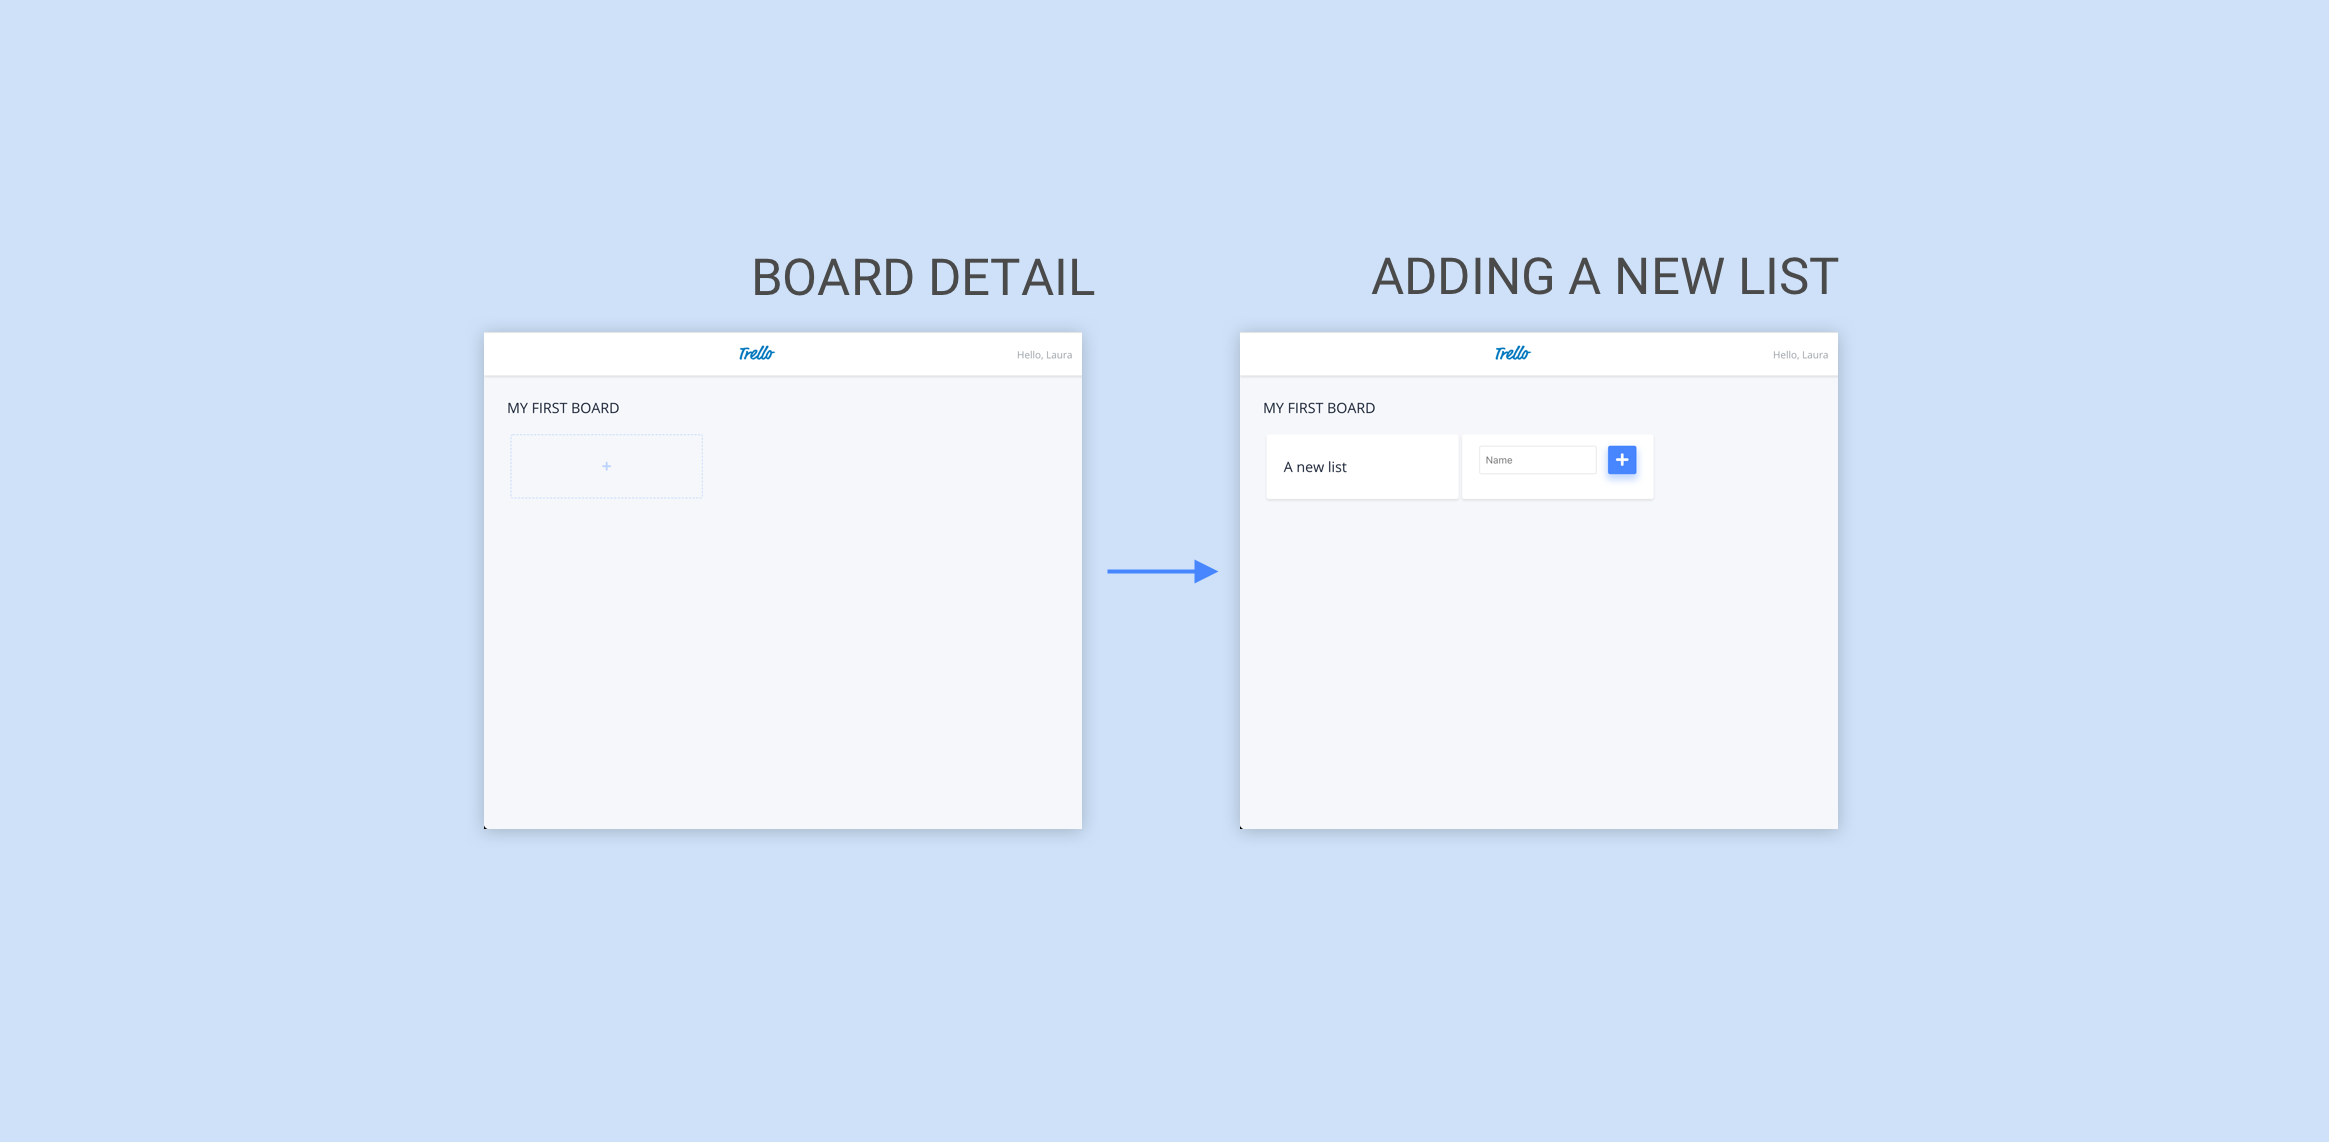 BOARD DETAIL
Trello
Hello, Laura
MY FIRST BOARD
+
ADDING A NEW LIST
Trello
Hello, Laura
MY FIRST BOARD
A new list
Name
+